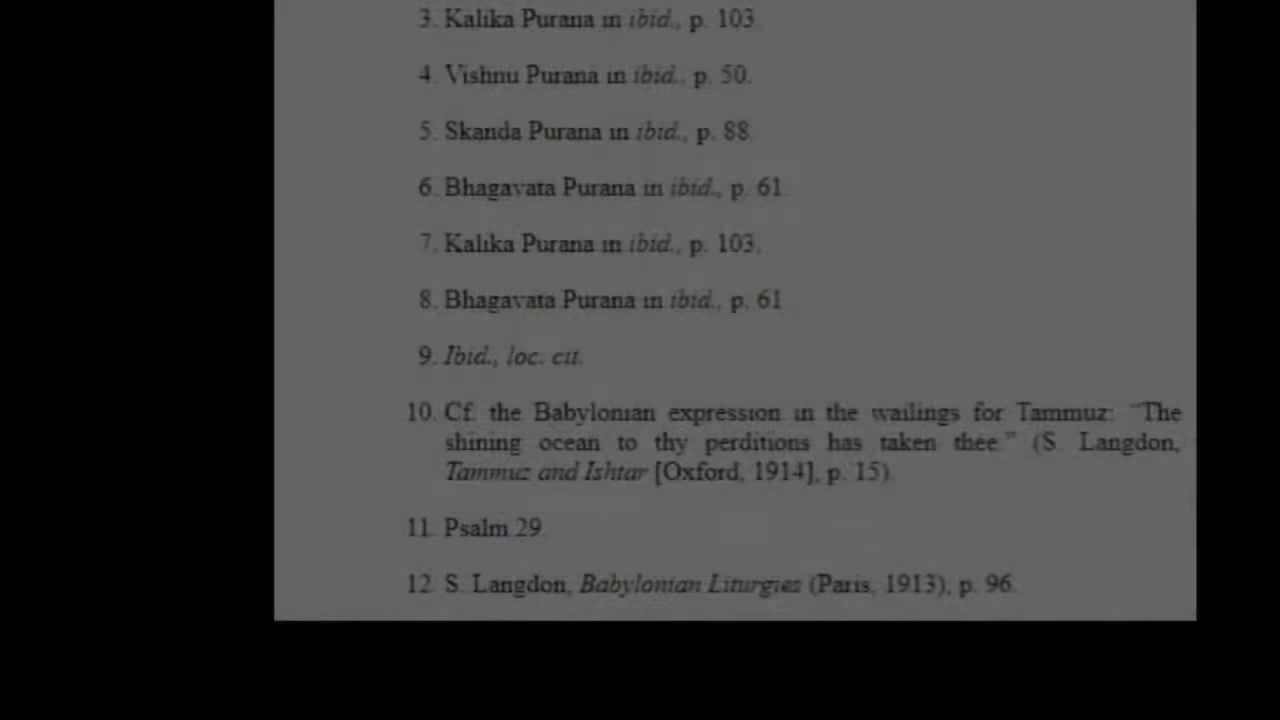 3. Kalika Purana in ibid., p. 103.
4. Vishnu Purana in ibid., p. 50.
5. Skanda Purana in ibid., p. 88.
6. Bhagavata Purana in ibid., p. 61.
7. Kalika Purana in ibid., p. 103.
8. Bhagavata Purana in ibid., p. 61.
9. Ibid., loc. cit.
10. Cf. the Babylonian expression in the wailings for Tammuz: "The
shining ocean to thy perditions has taken thee." (S. Langdon,
Tammuz and Ishtar [Oxford, 1914], p. 15).
11. Psalm 29.
12. S. Langdon, Babylonian Liturgies (Paris, 1913), p. 96.